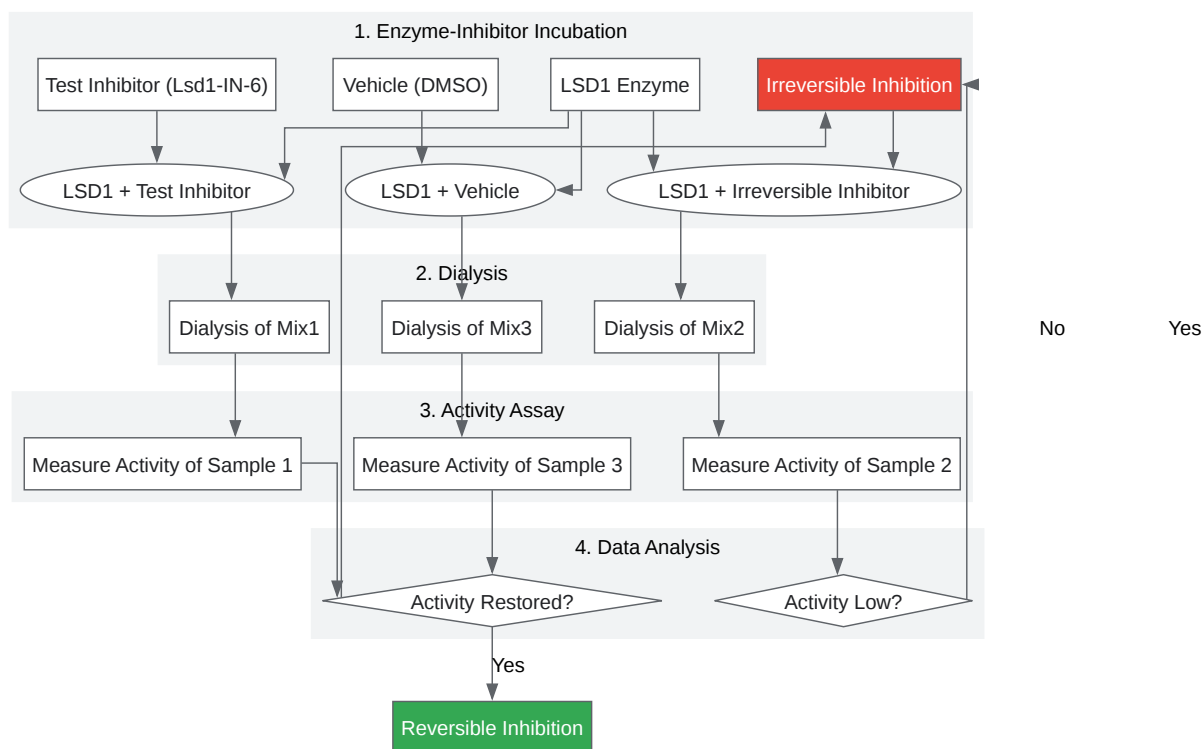 1. Enzyme-Inhibitor Incubation
Test Inhibitor (Lsd1-IN-6)
Vehicle (DMSO)
LSD1 Enzyme
Irreversible Inhibition
LSD1 + Test Inhibitor
LSD1 + Vehicle
LSD1 + Irreversible Inhibitor
2. Dialysis
Dialysis of Mix1
Dialysis of Mix3
Dialysis of Mix2
No
Yes
3. Activity Assay
Measure Activity of Sample 1
Measure Activity of Sample 3
Measure Activity of Sample 2
4. Data Analysis
Activity Restored?
Activity Low?
Yes
Reversible Inhibition